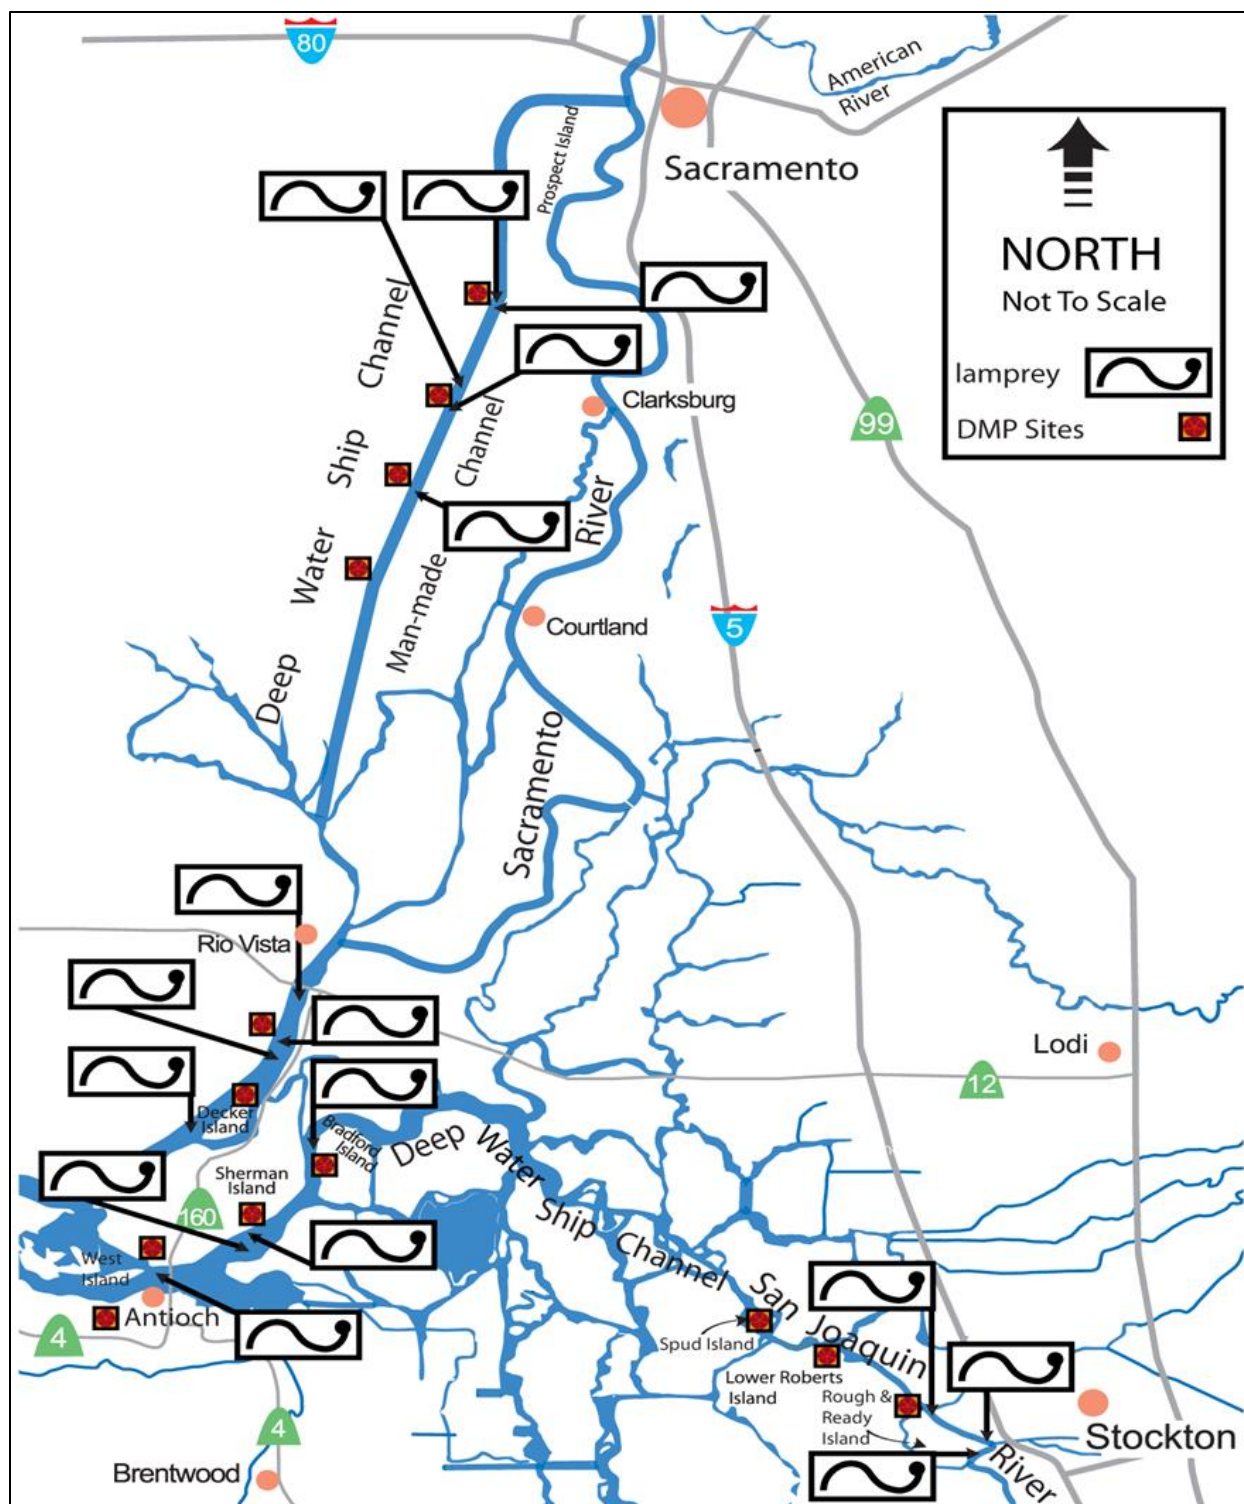 80
American
River
Sacramento
Prospect Island
NORTH
Not To Scale
lamprey
DMP Sites
Deep Water Ship Channel
Man-made Channel
Clarksburg
99
Sacramento River
Courtland
5
Rio Vista
Lodi
12
Decker
Island
Bradford
Island
Deep Water Ship Channel
Sherman
Island
160
West
Island
Antioch
4
San Joaquin River
Spud Island
Lower Roberts
Island
Rough &
Ready
Island
Stockton
4
Brentwood